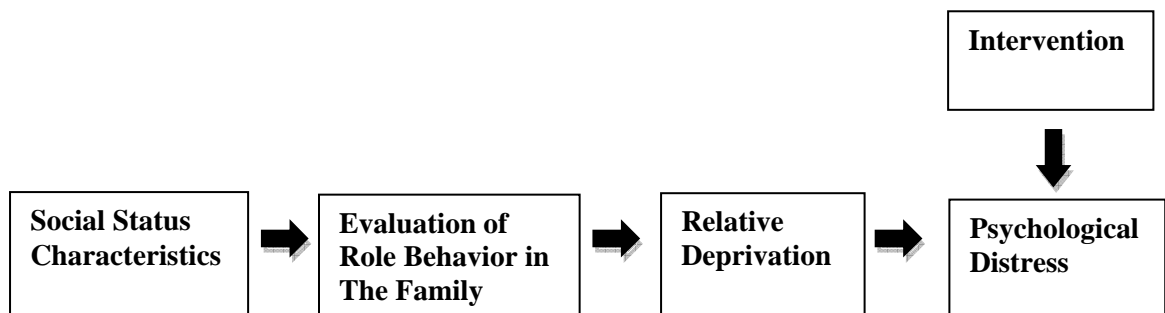 Intervention
Social Status
Characteristics
Evaluation of
Role Behavior in
The Family
Relative
Deprivation
Psychological
Distress